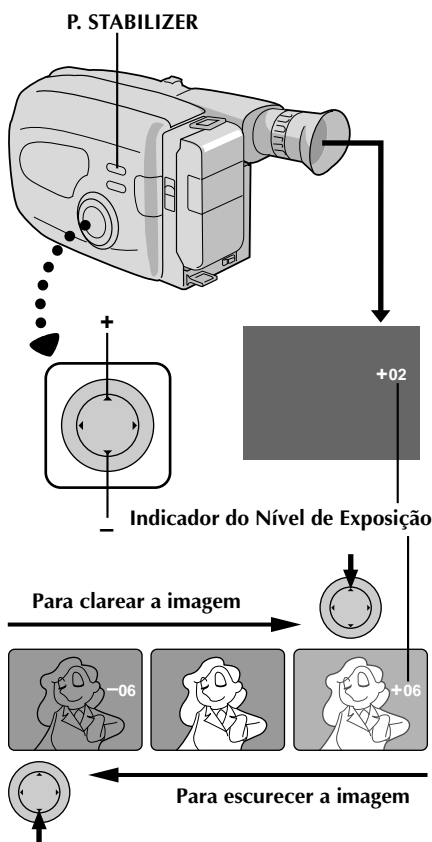 P. STABILIZER
+
+02
–
Indicador do Nível de Exposição
Para clarear a imagem
–06
+06
Para escurecer a imagem